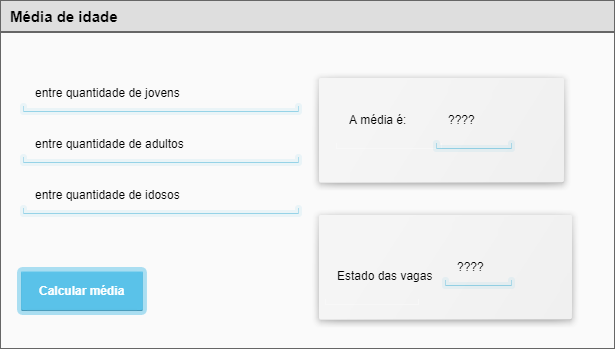 Média de idade
entre quantidade de jovens
entre quantidade de adultos
entre quantidade de idosos
Calcular média
A média é: ????
Estado das vagas ????